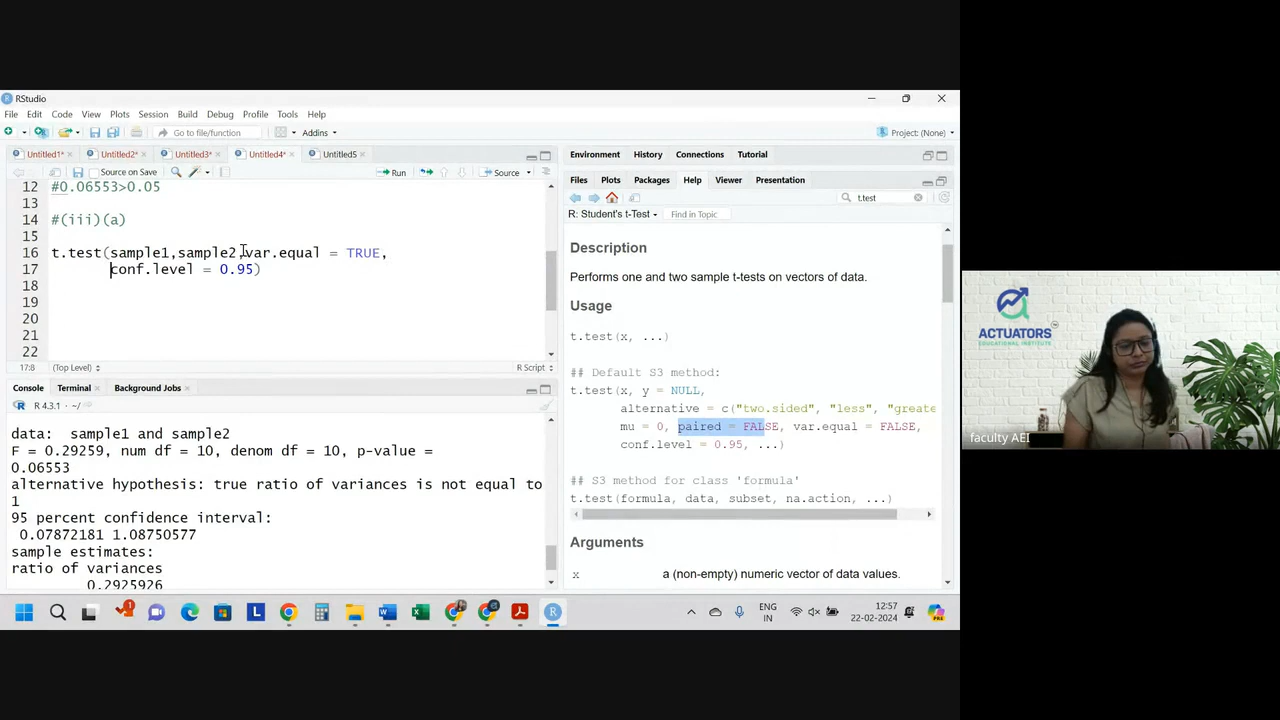 RStudio
File Edit Code View Plots Session Build Debug Profile Tools Help
Go to file/function Addins Project: (None)
Untitled1* Untitled2* Untitled3* Untitled4* Untitled5
Source on Save Run Source
12 #0.06553>0.05
13
14 #(iii)(a)
15
16 t.test(sample1,sample2,var.equal = TRUE,
17 conf.level = 0.95)
18
19
20
21
22
17:8 (Top Level) R Script
Console Terminal Background Jobs
R 4.3.1 · ~/
data: sample1 and sample2
F = 0.29259, num df = 10, denom df = 10, p-value =
0.06553
alternative hypothesis: true ratio of variances is not equal to
1
95 percent confidence interval:
0.07872181 1.08750577
sample estimates:
ratio of variances
0.2925926
Environment History Connections Tutorial
Files Plots Packages Help Viewer Presentation
t.test
R: Student's t-Test Find in Topic
Description
Performs one and two sample t-tests on vectors of data.
Usage
t.test(x, ...)
## Default S3 method:
t.test(x, y = NULL,
alternative = c("two.sided", "less", "greate
mu = 0, paired = FALSE, var.equal = FALSE,
conf.level = 0.95, ...)
## S3 method for class 'formula'
t.test(formula, data, subset, na.action, ...)
Arguments
x a (non-empty) numeric vector of data values.
ENG
IN
12:57
22-02-2024
ACTUATORS
EDUCATIONAL INSTITUTE
faculty AEI